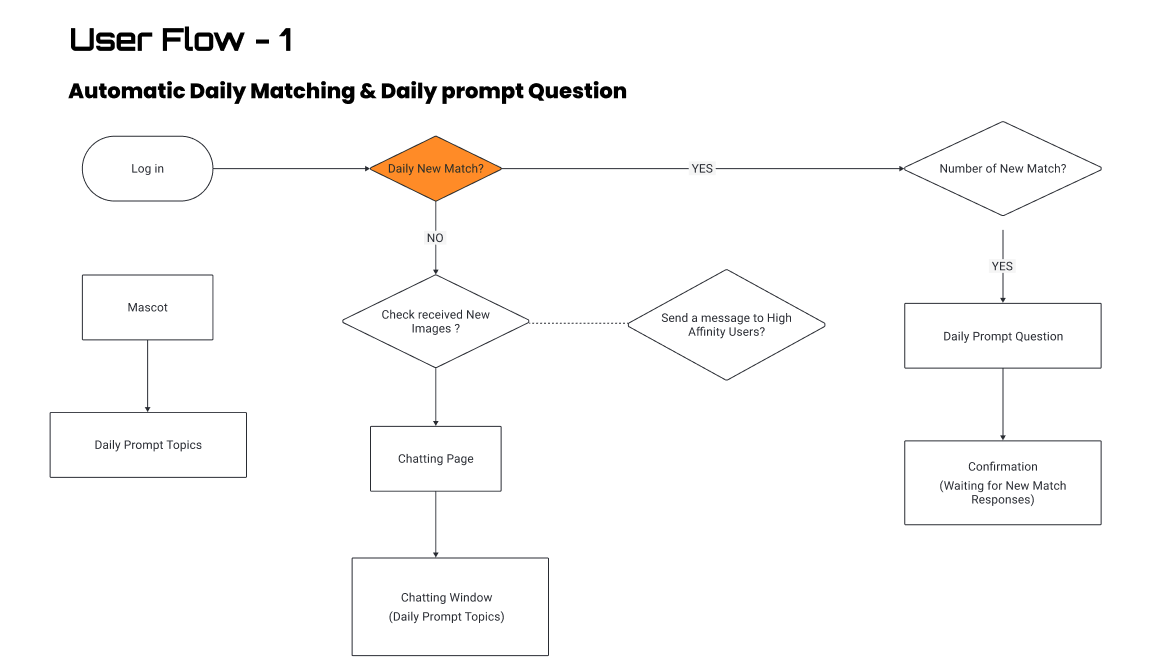 User Flow - 1
Automatic Daily Matching & Daily prompt Question
Log in
Daily New Match?
YES
Number of New Match?
NO
YES
Mascot
Check received New
Images ?
Send a message to High
Affinity Users?
Daily Prompt Question
Daily Prompt Topics
Chatting Page
Confirmation
(Waiting for New Match
Responses)
Chatting Window
(Daily Prompt Topics)